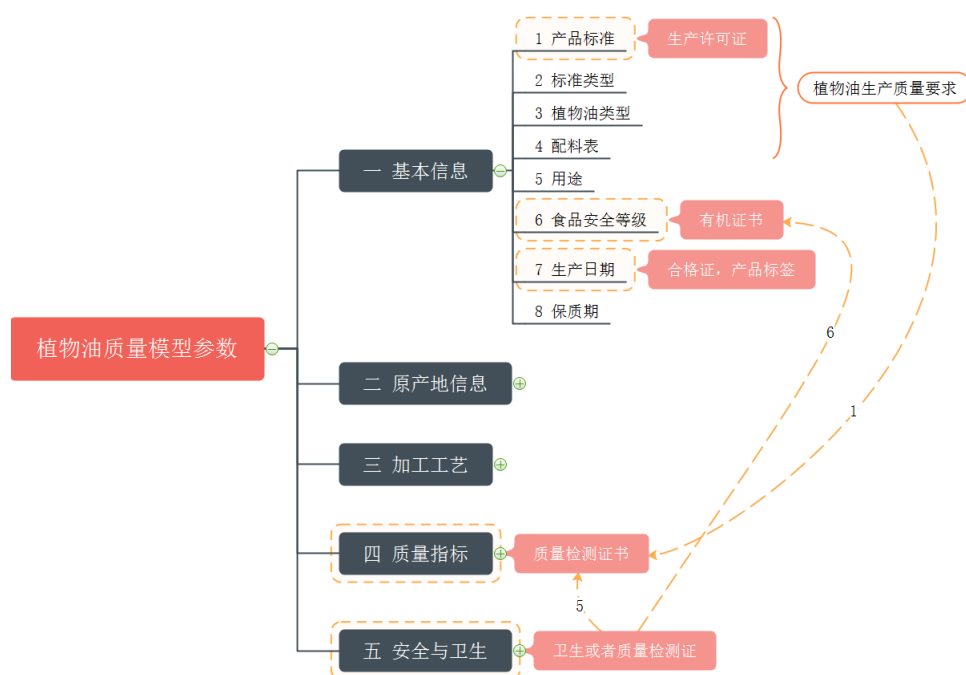 植物油质量模型参数
一 基本信息
1 产品标准
生产许可证
2 标准类型
3 植物油类型
4 配料表
植物油生产质量要求
5 用途
6 食品安全等级
有机证书
7 生产日期
合格证，产品标签
8 保质期
二 原产地信息
三 加工工艺
四 质量指标
质量检测证书
五 安全与卫生
卫生或者质量检测证
6
1
5